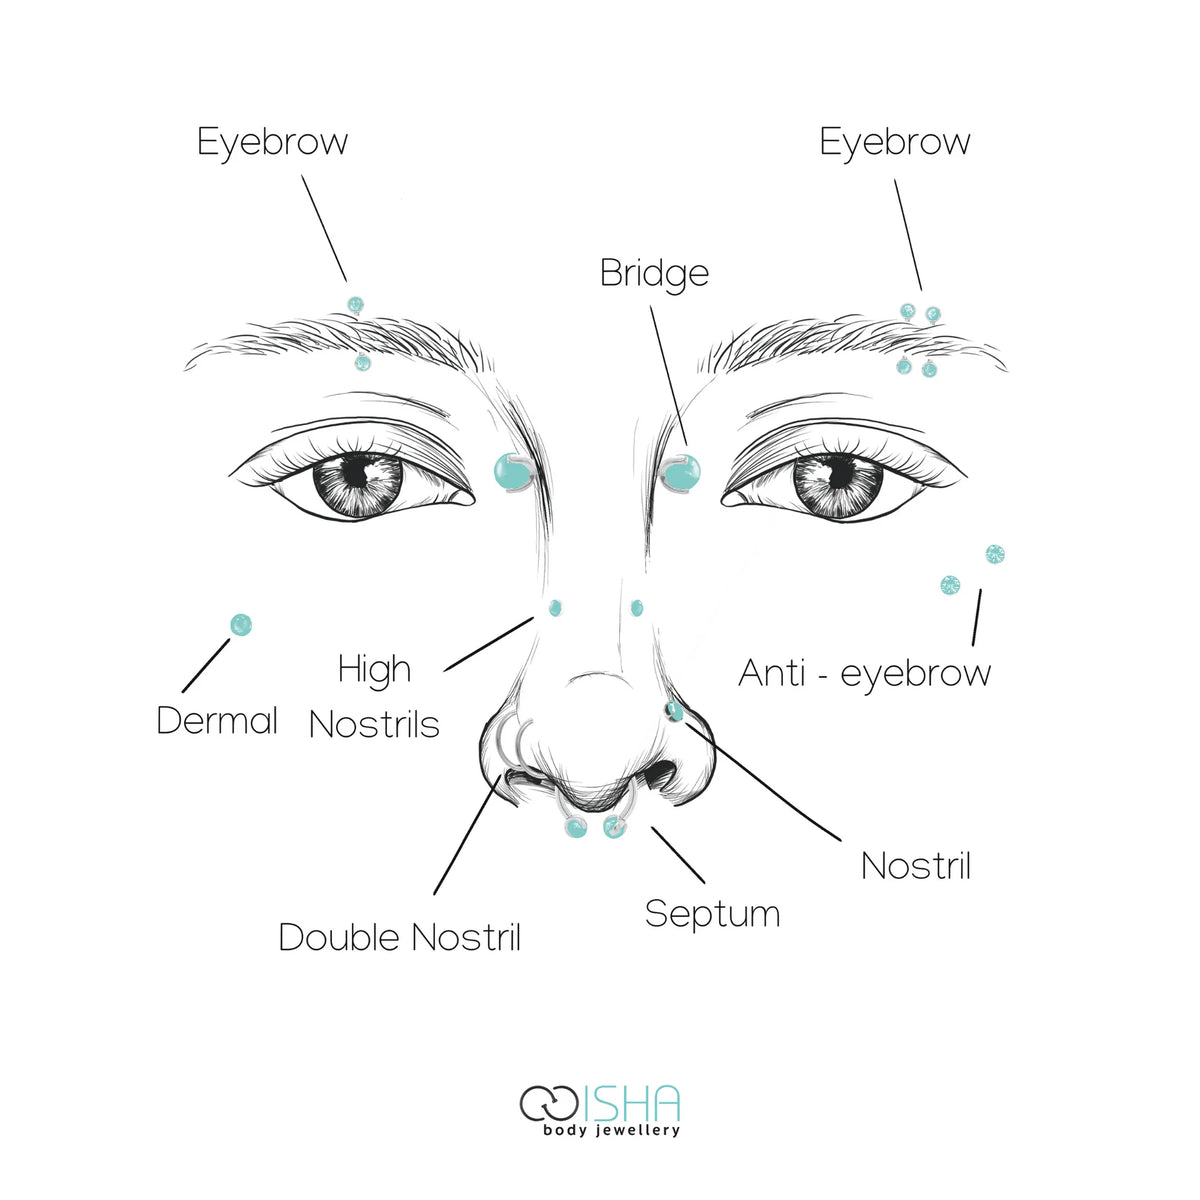 Eyebrow
Eyebrow
Bridge
High
Nostrils
Dermal
Anti - eyebrow
Nostril
Septum
Double Nostril
ISHA
body jewellery